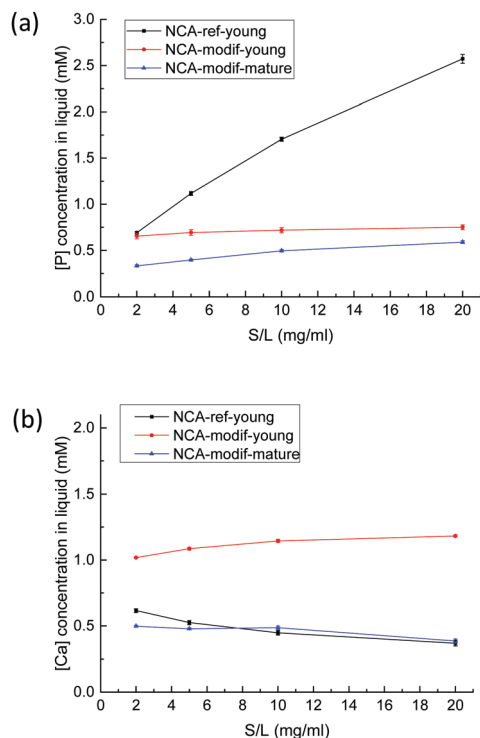 (a)
NCA-ref-young
NCA-modif-young
NCA-modif-mature
[P] concentration in liquid (mM)
3.0
2.5
2.0
1.5
1.0
0.5
0.0
0 2 4 6 8 10 12 14 16 18 20
S/L (mg/ml)
(b)
NCA-ref-young
NCA-modif-young
NCA-modif-mature
[Ca] concentration in liquid (mM)
2.0
1.5
1.0
0.5
0.0
0 2 4 6 8 10 12 14 16 18 20
S/L (mg/ml)